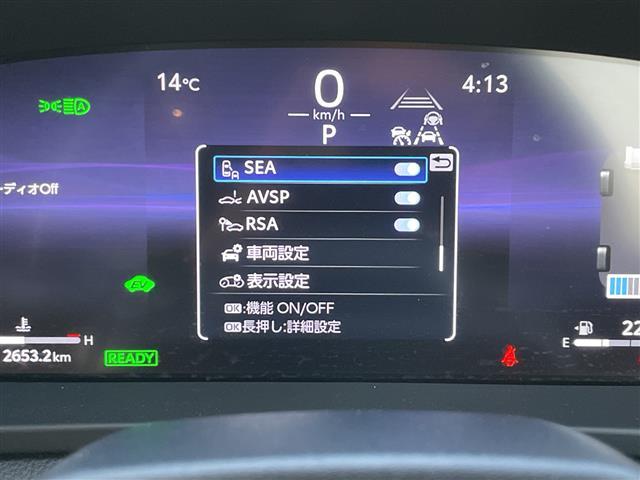 14℃
0
km/h
P
4:13
A
ーディオOff
SEA
AVSP
RSA
車両設定
表示設定
OK:機能 ON/OFF
OK長押し:詳細設定
EV
H
2653.2km
READY
E
22